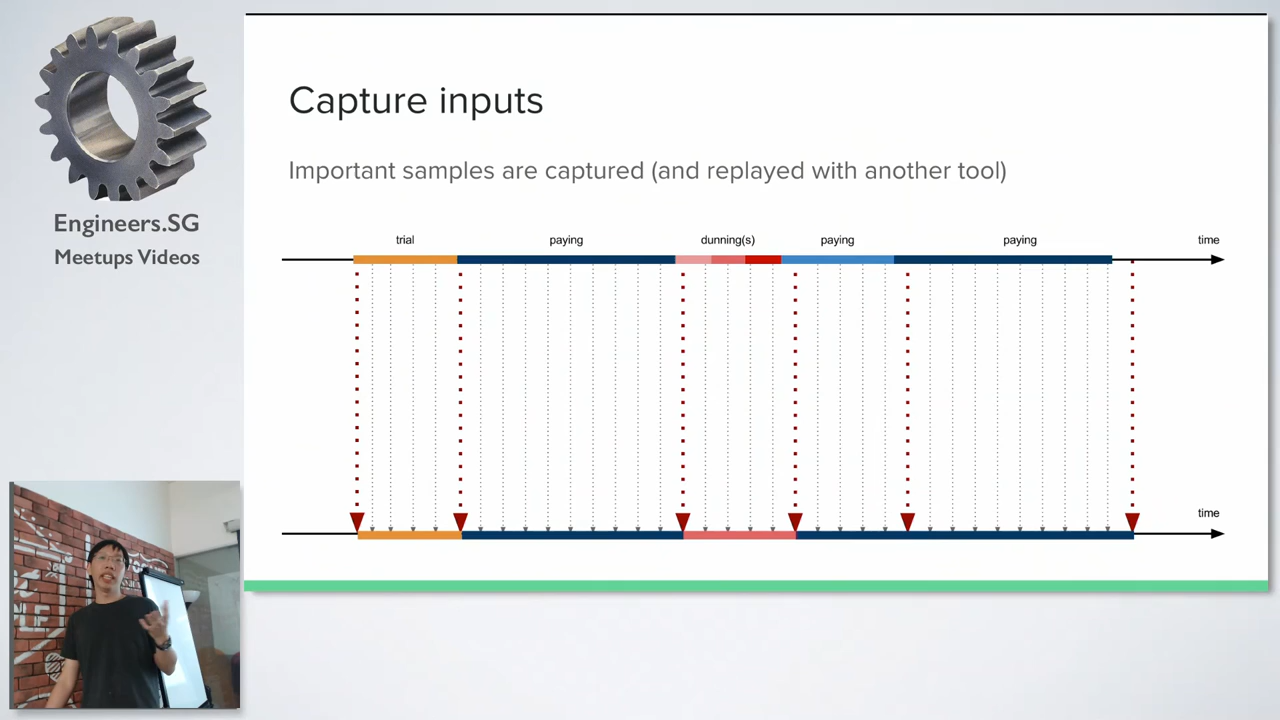 Engineers.SG
Meetups Videos
Capture inputs
Important samples are captured (and replayed with another tool)
trial
paying
dunning(s)
paying
paying
time
time